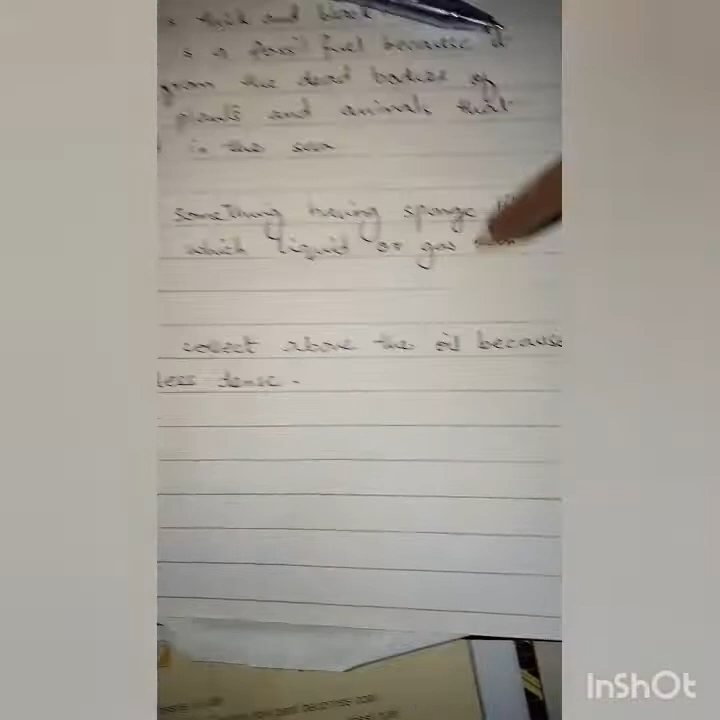 thick and black
is a fossil fuel because it
from the dead bodies of
plants and animals that
in the sea
something having sponge
which liquid or gas
collect above the oil because
less dense.
InShOt